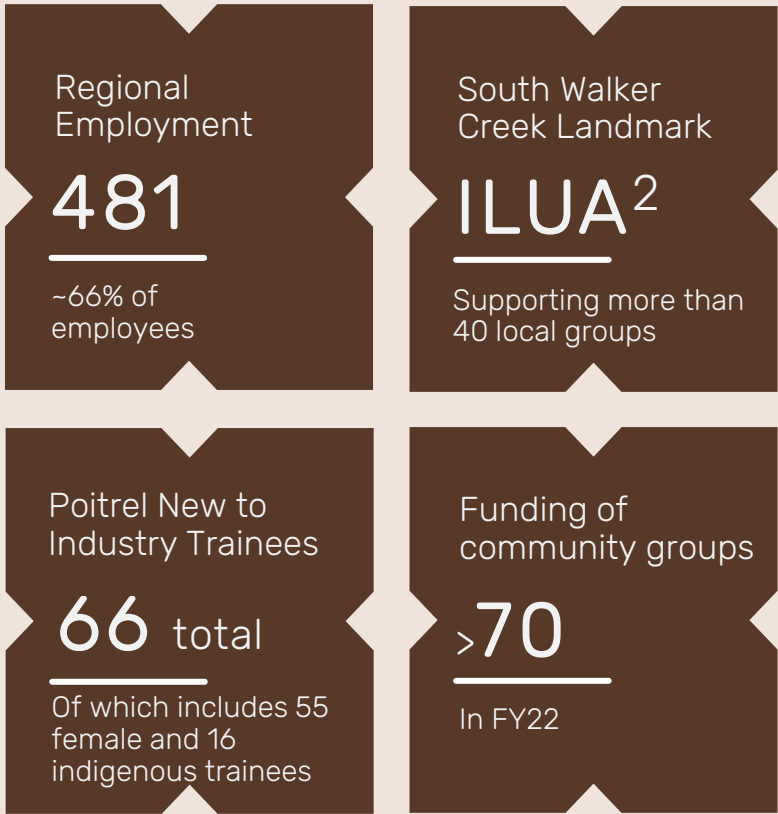 Regional
Employment
481
~66% of
employees
South Walker
Creek Landmark
ILUA²
Supporting more than
40 local groups
Poitrel New to
Industry Trainees
66 total
Of which includes 55
female and 16
indigenous trainees
Funding of
community groups
>70
In FY22